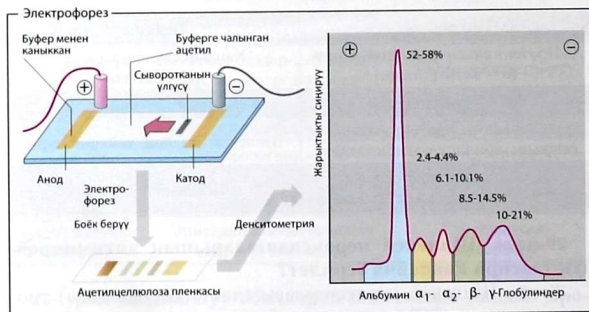 Электрофорез
Буфер менен
каныккан
Буферге чалынган
ацетил
Сыворотканын
үлгүсү
+
−
Анод
Катод
Электро-
форез
Боёк берүү
Денситометрия
Ацетилцеллюлоза пленкасы
Жарыктыкты сиңирүү
+
−
52-58%
2.4-4.4%
6.1-10.1%
8.5-14.5%
10-21%
Альбумин α1- α2- β- γ-Глобулиндер